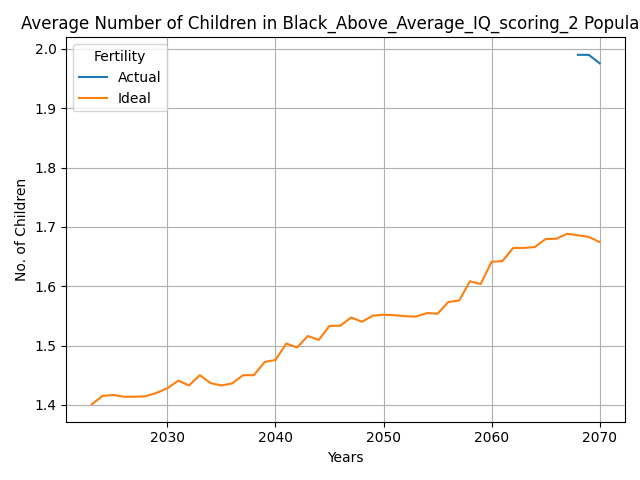 Average Number of Children in Black_Above_Average_IQ_scoring_2 Popula
Fertility
Actual
Ideal
2.0
1.9
1.8
1.7
1.6
1.5
1.4
No. of Children
2030 2040 2050 2060 2070
Years